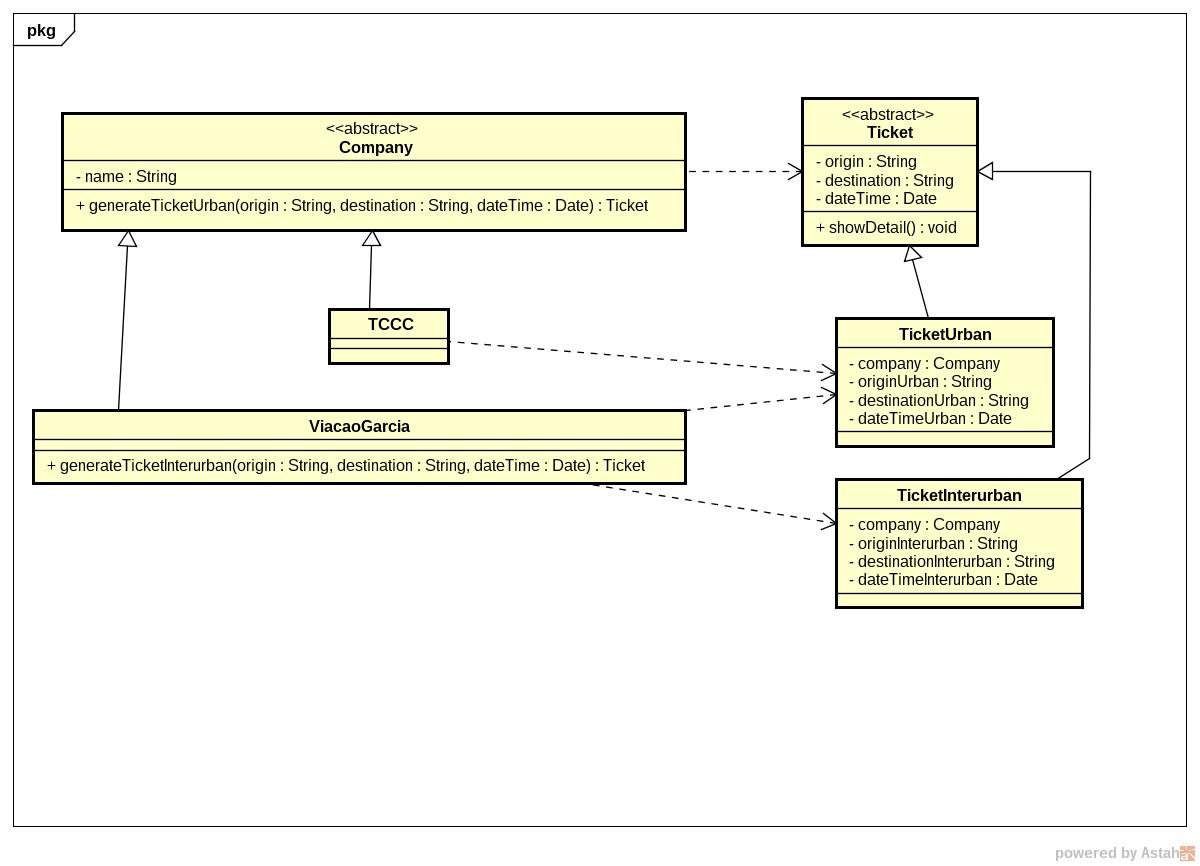 pkg
<<abstract>>
Company
- name : String
+ generateTicketUrban(origin : String, destination : String, dateTime : Date) : Ticket
<<abstract>>
Ticket
- origin : String
- destination : String
- dateTime : Date
+ showDetail() : void
TCCC
ViacaoGarcia
+ generateTicketInterurban(origin : String, destination : String, dateTime : Date) : Ticket
TicketUrban
- company : Company
- originUrban : String
- destinationUrban : String
- dateTimeUrban : Date
TicketInterurban
- company : Company
- originInterurban : String
- destinationInterurban : String
- dateTimeInterurban : Date
powered by Astah